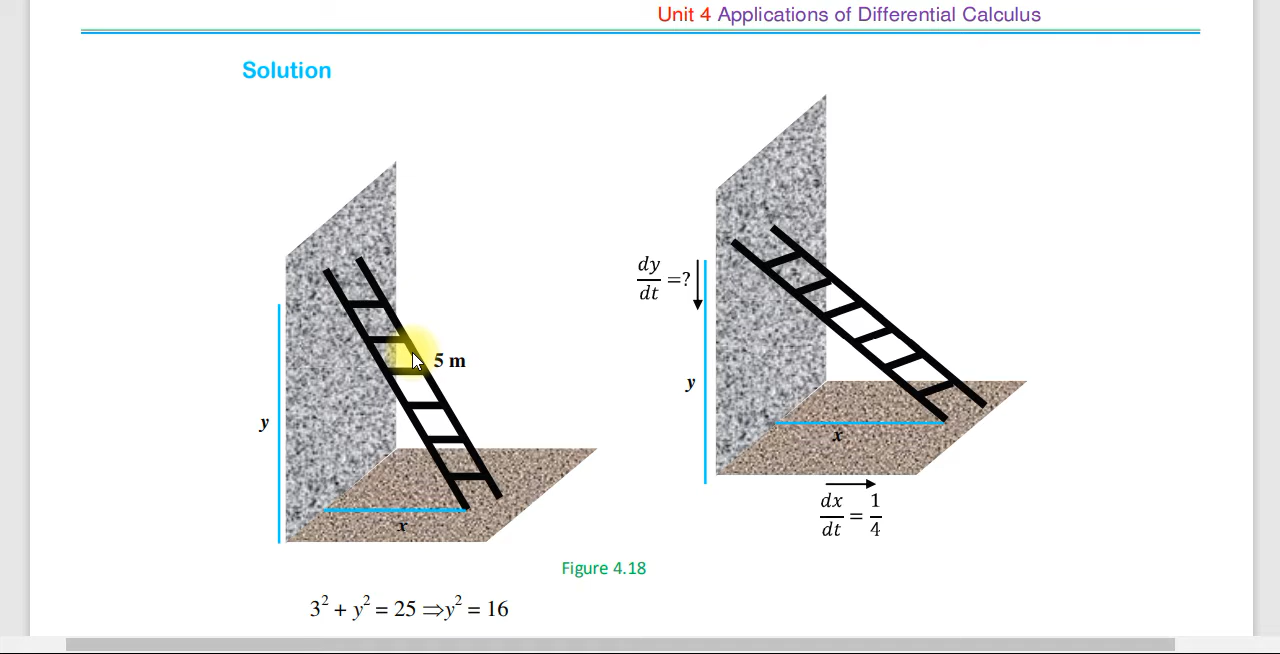 Unit 4 Applications of Differential Calculus
Solution
y
5 m
x
dy/dt =?
y
x
dx/dt = 1/4
Figure 4.18
3² + y² = 25 ⇒ y² = 16